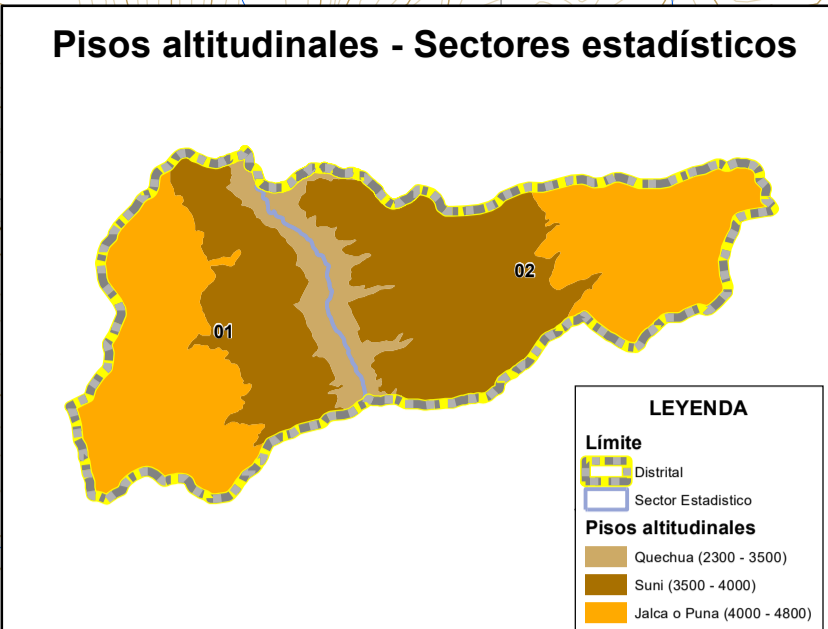 Pisos altitudinales - Sectores estadísticos
02
01
LEYENDA
Límite
Distrital
Sector Estadistico
Pisos altitudinales
Quechua (2300 - 3500)
Suni (3500 - 4000)
Jalca o Puna (4000 - 4800)